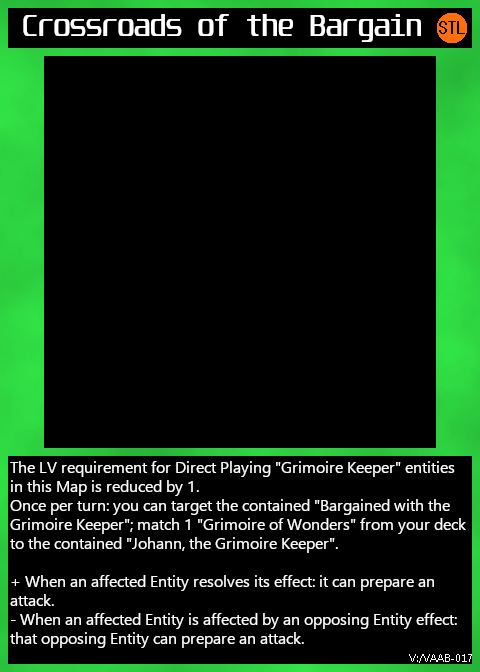 Crossroads of the Bargain STL
The LV requirement for Direct Playing "Grimoire Keeper" entities
in this Map is reduced by 1.
Once per turn: you can target the contained "Bargained with the
Grimoire Keeper"; match 1 "Grimoire of Wonders" from your deck
to the contained "Johann, the Grimoire Keeper".
+ When an affected Entity resolves its effect: it can prepare an
attack.
- When an affected Entity is affected by an opposing Entity effect:
that opposing Entity can prepare an attack.
V:/VAAB-017